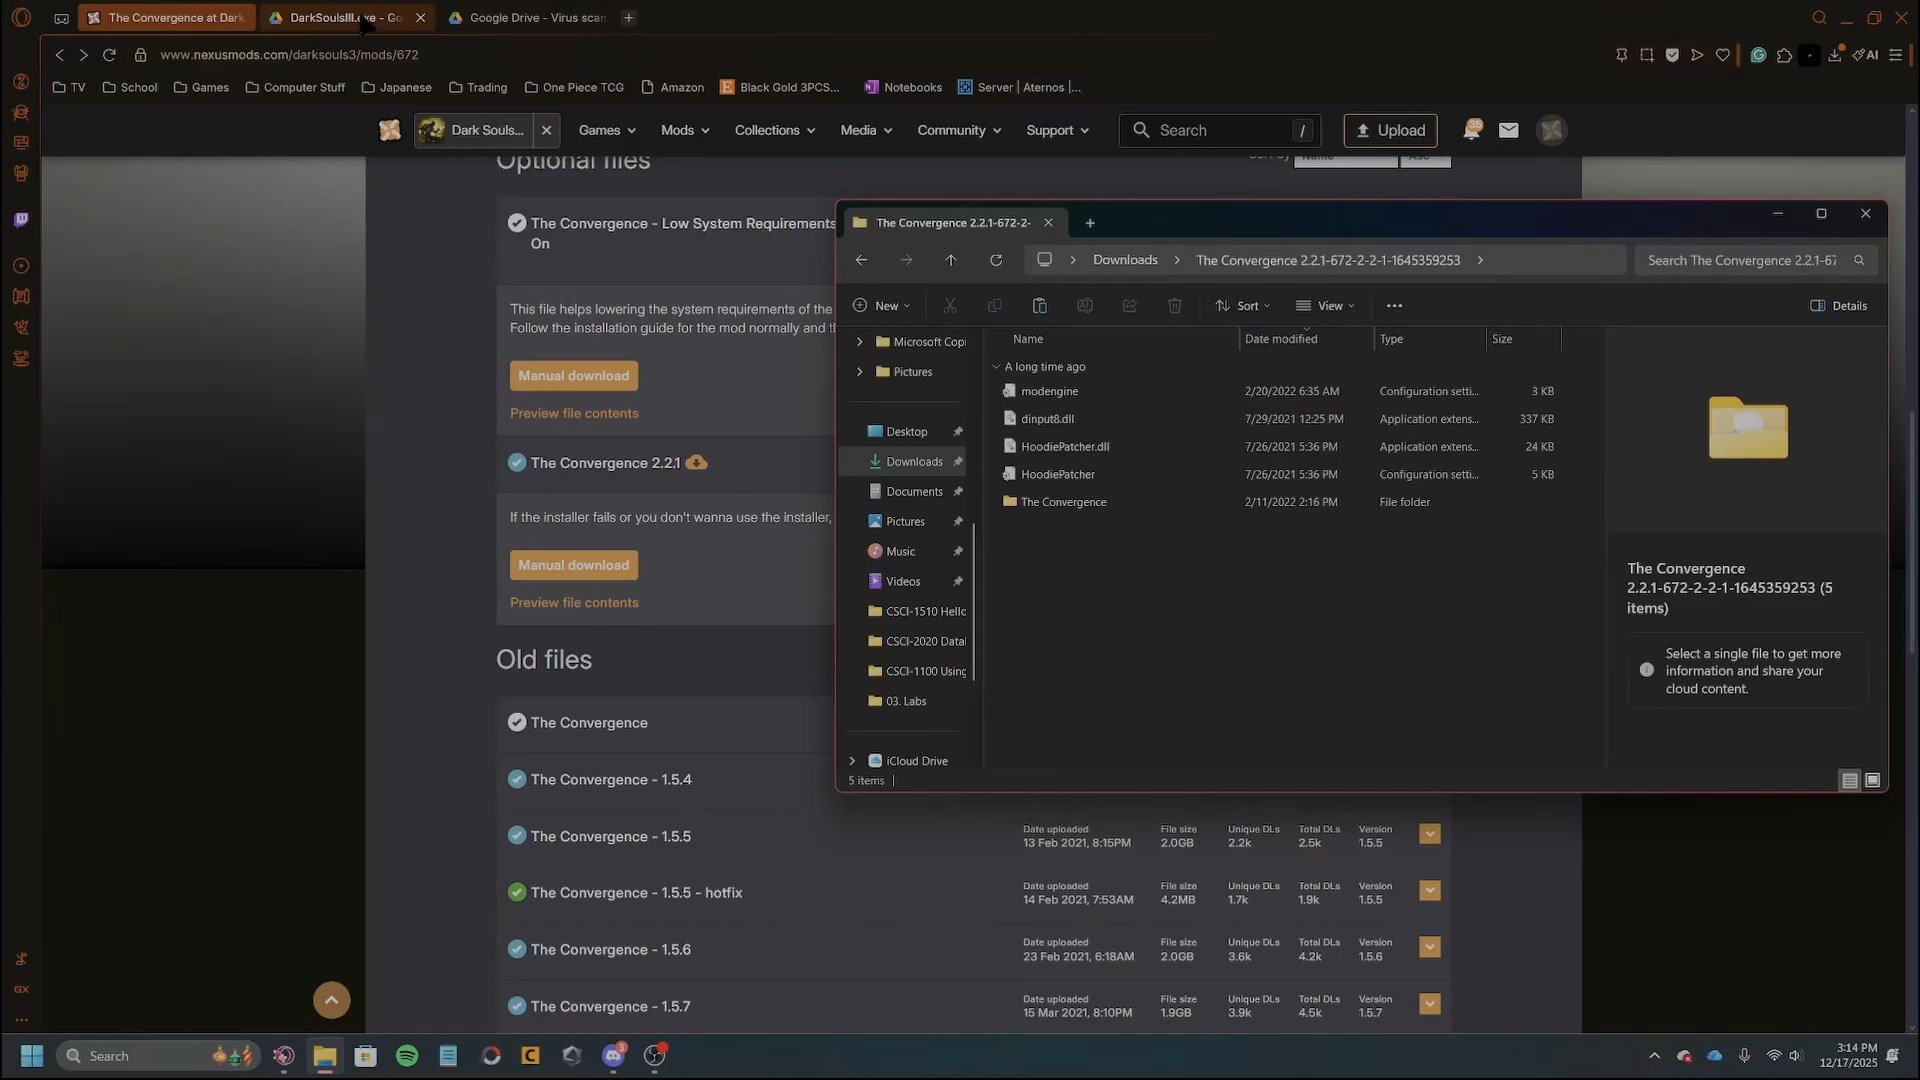 The Convergence at Dark
DarkSoulsIII.exe - Go
Google Drive - Virus scan
www.nexusmods.com/darksouls3/mods/672
AI
TV
School
Games
Computer Stuff
Japanese
Trading
One Piece TCG
Amazon
Black Gold 3PCS...
Notebooks
Server | Aternos |...
Dark Souls...
Games
Mods
Collections
Media
Community
Support
Search
/
Upload
35
Optional files
Sort by
Name
Asc
The Convergence - Low System Requirements
On
This file helps lowering the system requirements of the
Follow the installation guide for the mod normally and th
Manual download
Preview file contents
The Convergence 2.2.1
If the installer fails or you don't wanna use the installer,
Manual download
Preview file contents
Old files
The Convergence
The Convergence - 1.5.4
The Convergence - 1.5.5
Date uploaded
13 Feb 2021, 8:15PM
File size
2.0GB
Unique DLs
2.2k
Total DLs
2.5k
Version
1.5.5
The Convergence - 1.5.5 - hotfix
Date uploaded
14 Feb 2021, 7:53AM
File size
4.2MB
Unique DLs
1.7k
Total DLs
1.9k
Version
1.5.5
The Convergence - 1.5.6
Date uploaded
23 Feb 2021, 6:18AM
File size
2.0GB
Unique DLs
3.6k
Total DLs
4.2k
Version
1.5.6
The Convergence - 1.5.7
Date uploaded
15 Mar 2021, 8:10PM
File size
1.9GB
Unique DLs
3.9k
Total DLs
4.5k
Version
1.5.7
GX
The Convergence 2.2.1-672-2-
Downloads
The Convergence 2.2.1-672-2-2-1-1645359253
Search The Convergence 2.2.1-67
New
Sort
View
Details
Microsoft Copi
Pictures
Desktop
Downloads
Documents
Pictures
Music
Videos
CSCI-1510 Hello
CSCI-2020 Datal
CSCI-1100 Using
03. Labs
iCloud Drive
5 items
Name
Date modified
Type
Size
A long time ago
modengine
2/20/2022 6:35 AM
Configuration setti...
3 KB
dinput8.dll
7/29/2021 12:25 PM
Application extens...
337 KB
HoodiePatcher.dll
7/26/2021 5:36 PM
Application extens...
24 KB
HoodiePatcher
7/26/2021 5:36 PM
Configuration setti...
5 KB
The Convergence
2/11/2022 2:16 PM
File folder
The Convergence
2.2.1-672-2-2-1-1645359253 (5
items)
Select a single file to get more
information and share your
cloud content.
Search
3
3:14 PM
12/17/2025